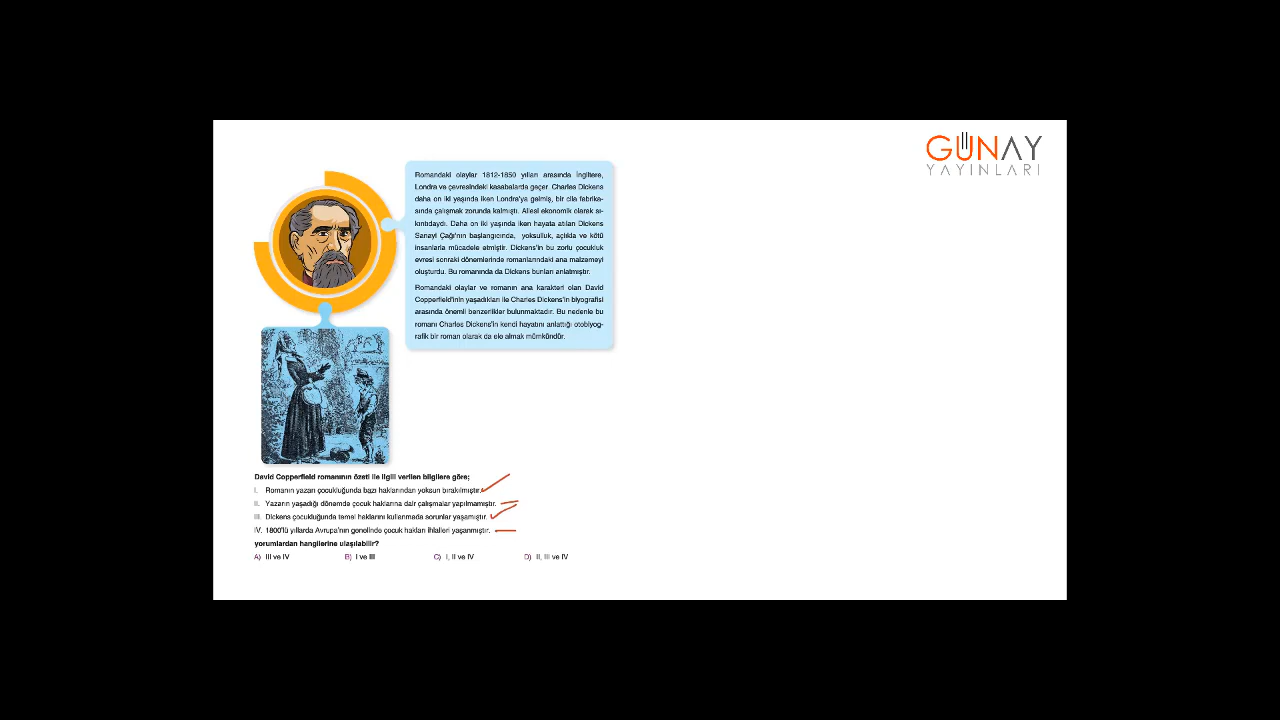 GÜNAY
YAYINLARI
Romandaki olaylar 1812-1850 yılları arasında İngiltere,
Londra ve çevresindeki kasabalarda geçer. Charles Dickens
daha on iki yaşında iken Londra'ya gelmiş, bir cila fabrika-
sında çalışmak zorunda kalmıştı. Ailesi ekonomik olarak sı-
kıntıdaydı. Daha on iki yaşında iken hayata atılan Dickens
Sanayi Çağı'nın başlangıcında, yoksulluk, açlıkla ve kötü
insanlarla mücadele etmiştir. Dickens'in bu zorlu çocukluk
evresi sonraki dönemlerinde romanlarındaki ana malzemeyi
oluşturdu. Bu romanında da Dickens bunları anlatmıştır.
Romandaki olaylar ve romanın ana karakteri olan David
Copperfield'inin yaşadıkları ile Charles Dickens'in biyografisi
arasında önemli benzerlikler bulunmaktadır. Bu nedenle bu
romanı Charles Dickens'in kendi hayatını anlattığı otobiyog-
rafik bir roman olarak da ele almak mümkündür.
David Copperfield romanının özeti ile ilgili verilen bilgilere göre;
I. Romanın yazarı çocukluğunda bazı haklarından yoksun bırakılmıştır.
II. Yazarın yaşadığı dönemde çocuk haklarına dair çalışmalar yapılmamıştır.
III. Dickens çocukluğunda temel haklarını kullanmada sorunlar yaşamıştır.
IV. 1800'lü yıllarda Avrupa'nın genelinde çocuk hakları ihlalleri yaşanmıştır.
yorumlardan hangilerine ulaşılabilir?
A) III ve IV B) I ve III C) I, II ve IV D) II, III ve IV